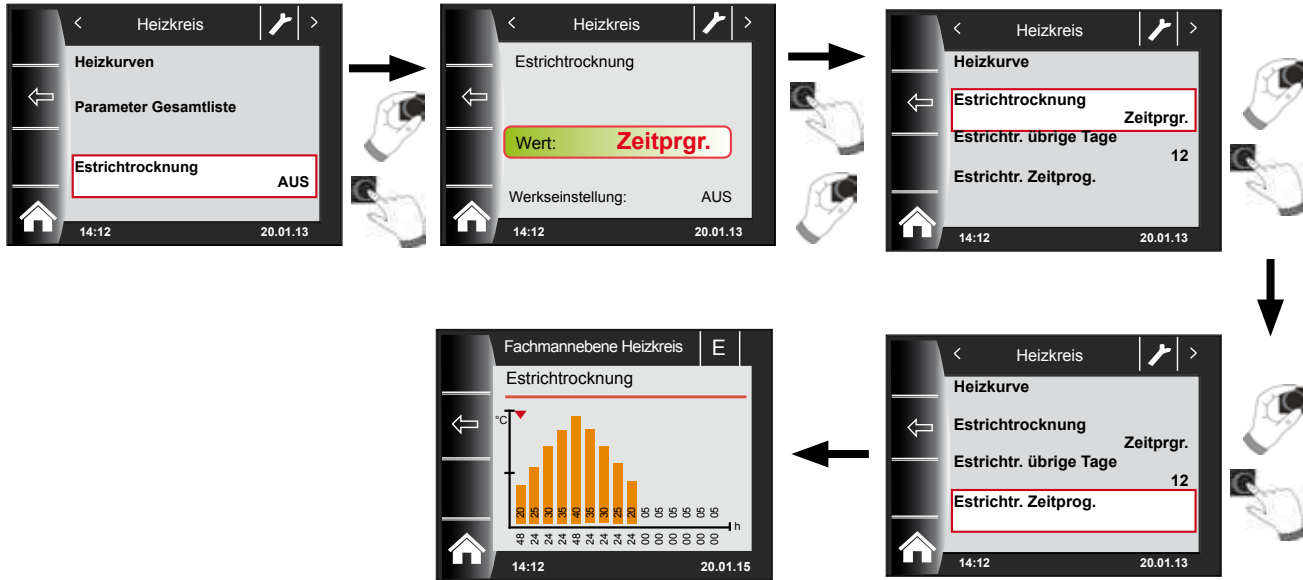 < Heizkreis >
Heizkurven
Parameter Gesamtliste
Estrichtrocknung
AUS
14:12 20.01.13
< Heizkreis >
Estrichtrocknung
Wert: Zeitprgr.
Werkseinstellung: AUS
14:12 20.01.13
< Heizkreis >
Heizkurve
Estrichtrocknung
Zeitprgr.
Estrichtr. übrige Tage
12
Estrichtr. Zeitprog.
14:12 20.01.13
< Heizkreis >
Heizkurve
Estrichtrocknung
Zeitprgr.
Estrichtr. übrige Tage
12
Estrichtr. Zeitprog.
14:12 20.01.13
Fachmannebene Heizkreis E
Estrichtrocknung
°C
20 25 30 35 40 35 30 25 20 05 05 05 05 05 05
h
48 24 24 24 48 24 24 24 24 00 00 00 00 00 00
14:12 20.01.15